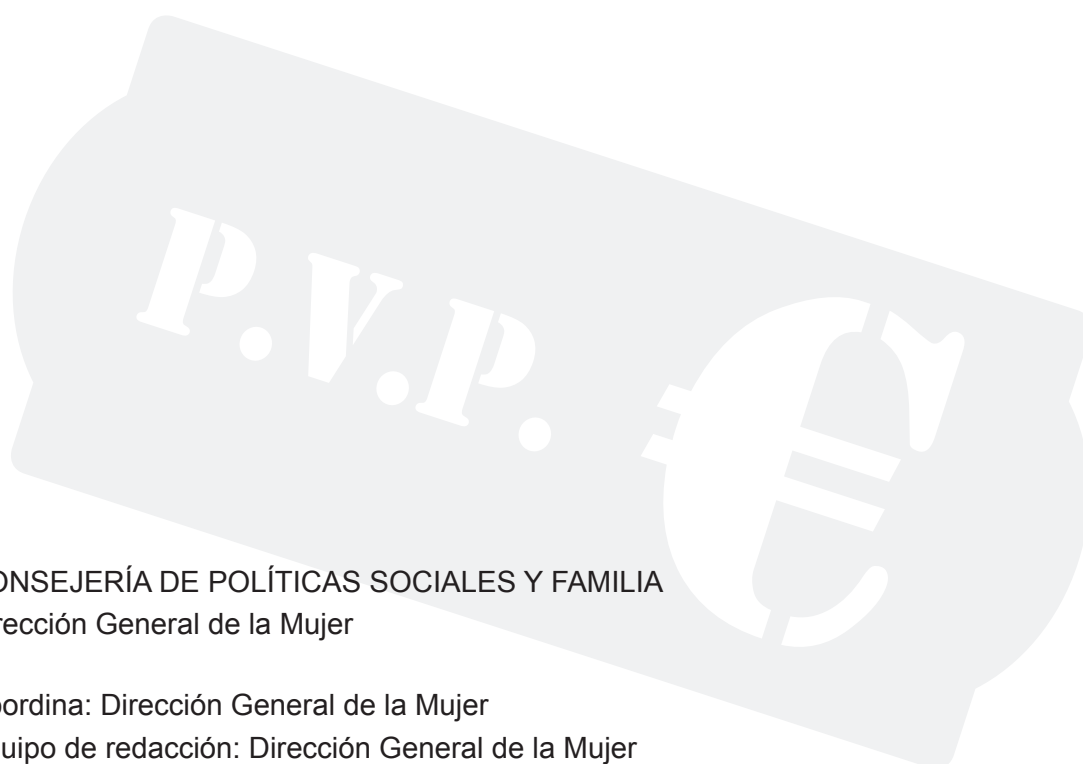 P.V.P. €
ONSEJERÍA DE POLÍTICAS SOCIALES Y FAMILIA
rección General de la Mujer
ordina: Dirección General de la Mujer
uipo de redacción: Dirección General de la Mujer